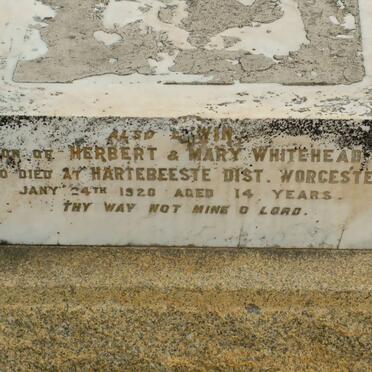 ALSO
OF HERBERT & MARY WHITEHEAD
DIED AT HARTEBEESTE DIST. WORCESTE
JANY 24TH 1920 AGED 14 YEARS.
THY WAY NOT MINE O LORD.